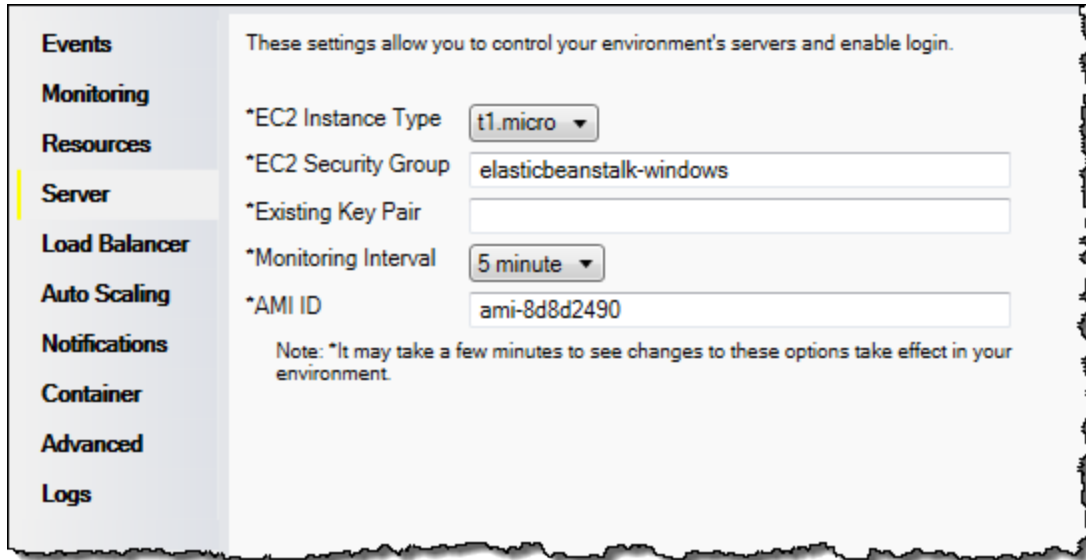 Events
Monitoring
Resources
Server
Load Balancer
Auto Scaling
Notifications
Container
Advanced
Logs
These settings allow you to control your environment's servers and enable login.
*EC2 Instance Type t1.micro
*EC2 Security Group elasticbeanstalk-windows
*Existing Key Pair
*Monitoring Interval 5 minute
*AMI ID ami-8d8d2490
Note: *It may take a few minutes to see changes to these options take effect in your
environment.